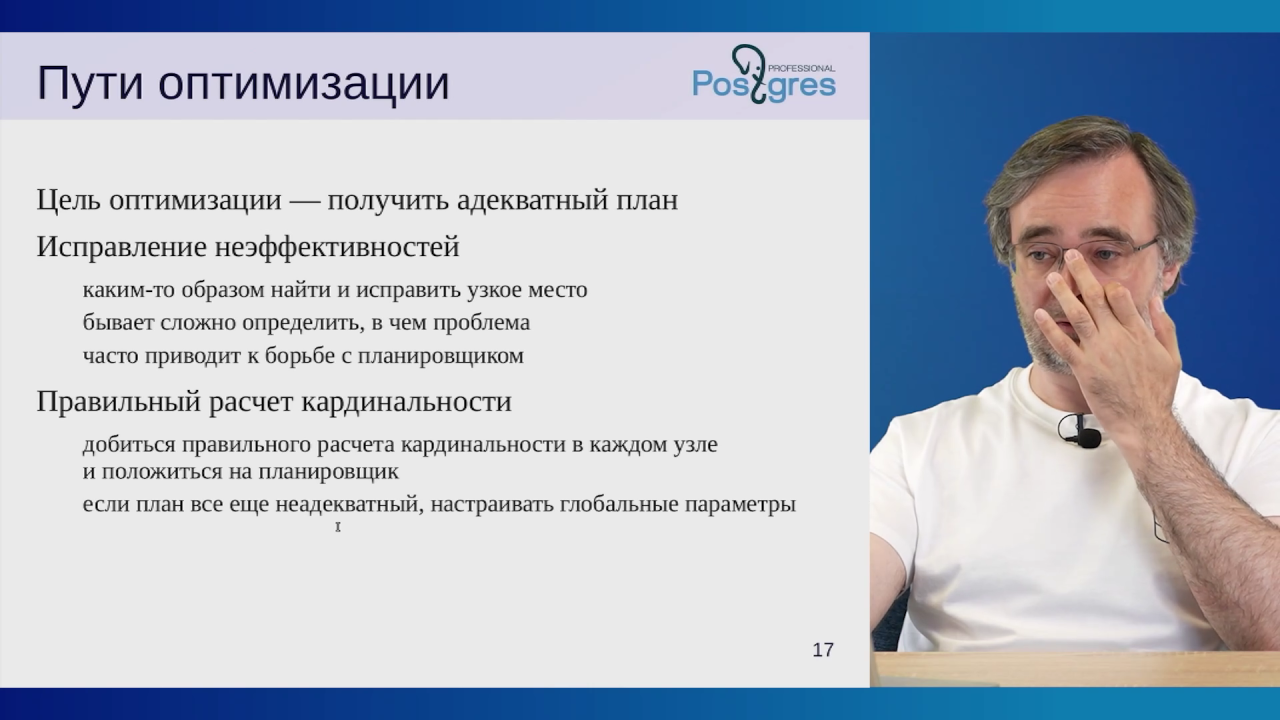 Пути оптимизации
PROFESSIONAL
Postgres
Цель оптимизации — получить адекватный план
Исправление неэффективностей
каким-то образом найти и исправить узкое место
бывает сложно определить, в чем проблема
часто приводит к борьбе с планировщиком
Правильный расчет кардинальности
добиться правильного расчета кардинальности в каждом узле
и положиться на планировщик
если план все еще неадекватный, настраивать глобальные параметры
17